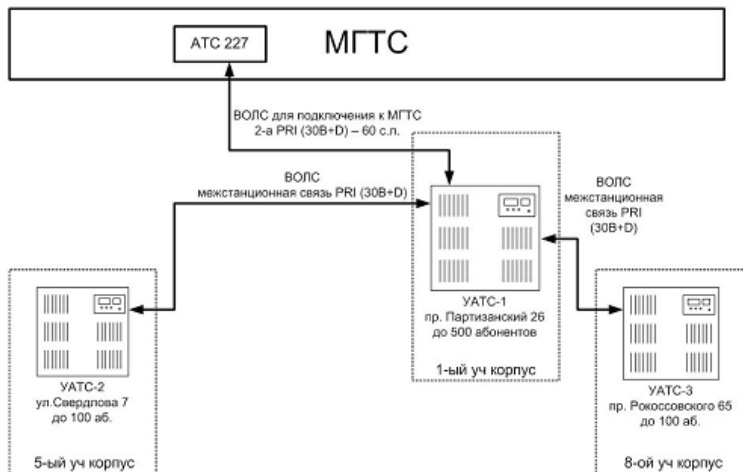 АТС 227
МГТС
ВОЛС для подключения к МГТС
2-а PRI (30B+D) – 60 с.л.
ВОЛС
межстанционная связь PRI (30B+D)
ВОЛС
межстанционная
связь PRI
(30B+D)
УАТС-1
пр. Партизанский 26
до 500 абонентов
1-ый уч корпус
УАТС-2
ул.Свердлова 7
до 100 аб.
5-ый уч корпус
УАТС-3
пр. Рокоссовского 65
до 100 аб.
8-ой уч корпус